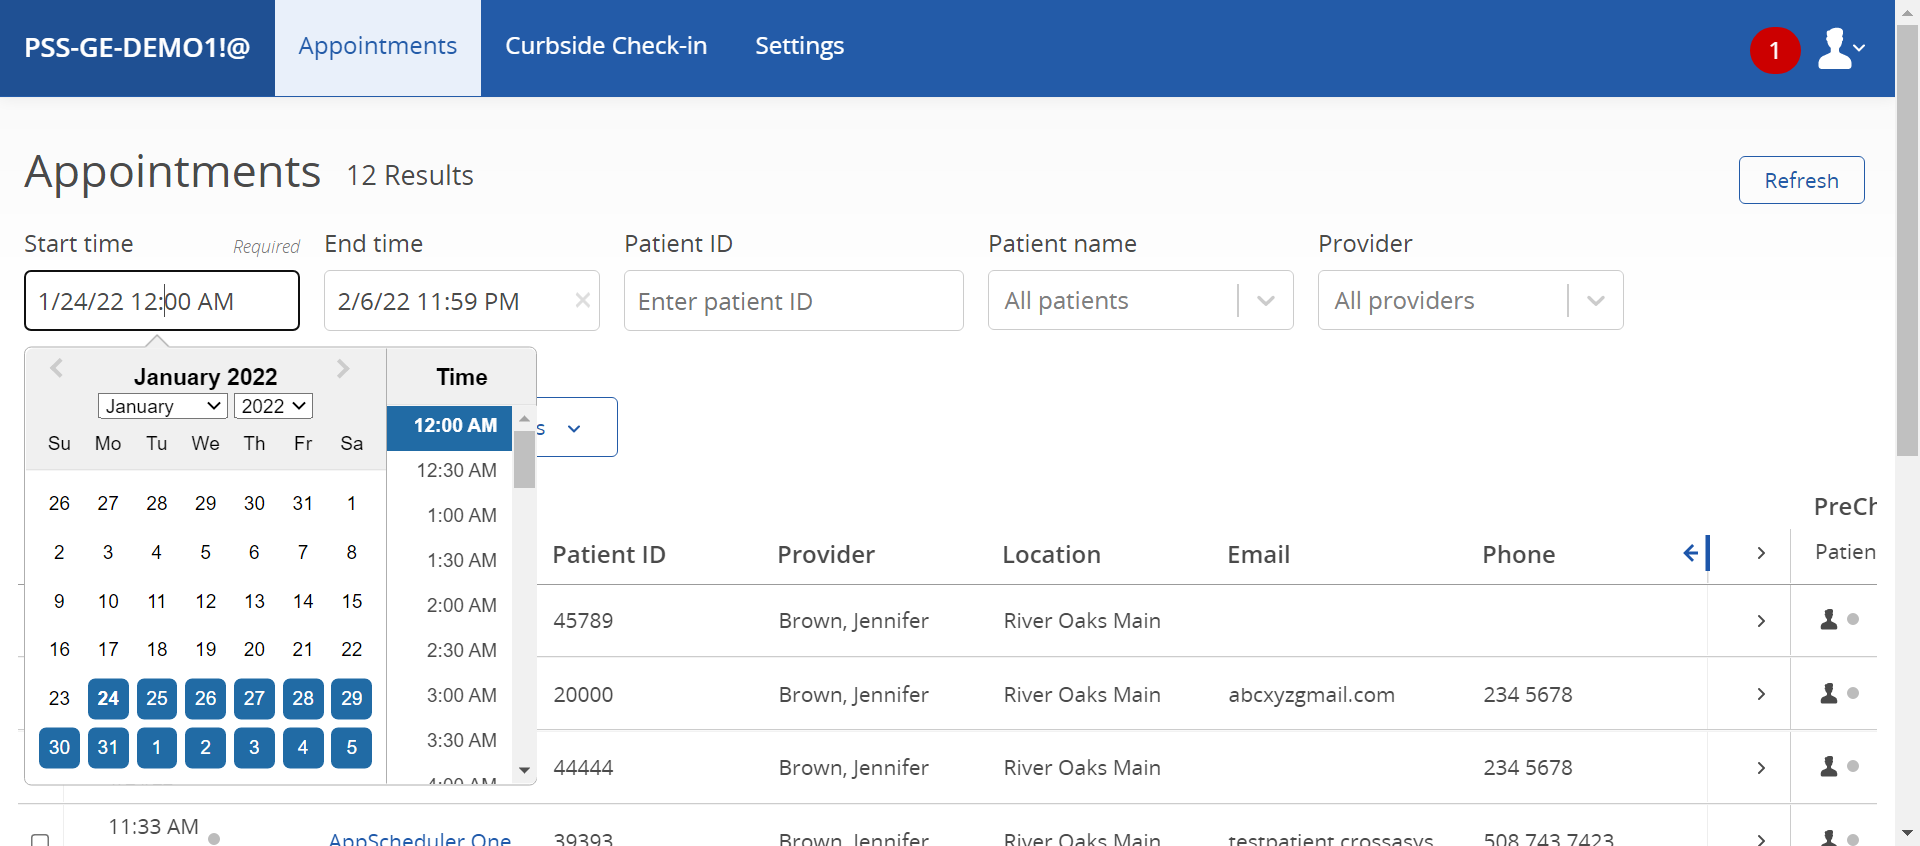 PSS-GE-DEMO1!@ Appointments Curbside Check-in Settings 1
Appointments 12 Results Refresh
Start time Required End time Patient ID Patient name Provider
1/24/22 12:00 AM 2/6/22 11:59 PM Enter patient ID All patients All providers
January 2022 Time
January 2022
Su Mo Tu We Th Fr Sa
26 27 28 29 30 31 1
2 3 4 5 6 7 8
9 10 11 12 13 14 15
16 17 18 19 20 21 22
23 24 25 26 27 28 29
30 31 1 2 3 4 5
12:00 AM
12:30 AM
1:00 AM
1:30 AM
2:00 AM
2:30 AM
3:00 AM
3:30 AM
4:00 AM
s
PreCh
Patient ID Provider Location Email Phone Patien
45789 Brown, Jennifer River Oaks Main
20000 Brown, Jennifer River Oaks Main abcxyzgmail.com 234 5678
44444 Brown, Jennifer River Oaks Main 234 5678
11:33 AM AppScheduler One 39393 Brown, Jennifer River Oaks Main testpatient.crossasys 508 743 7423